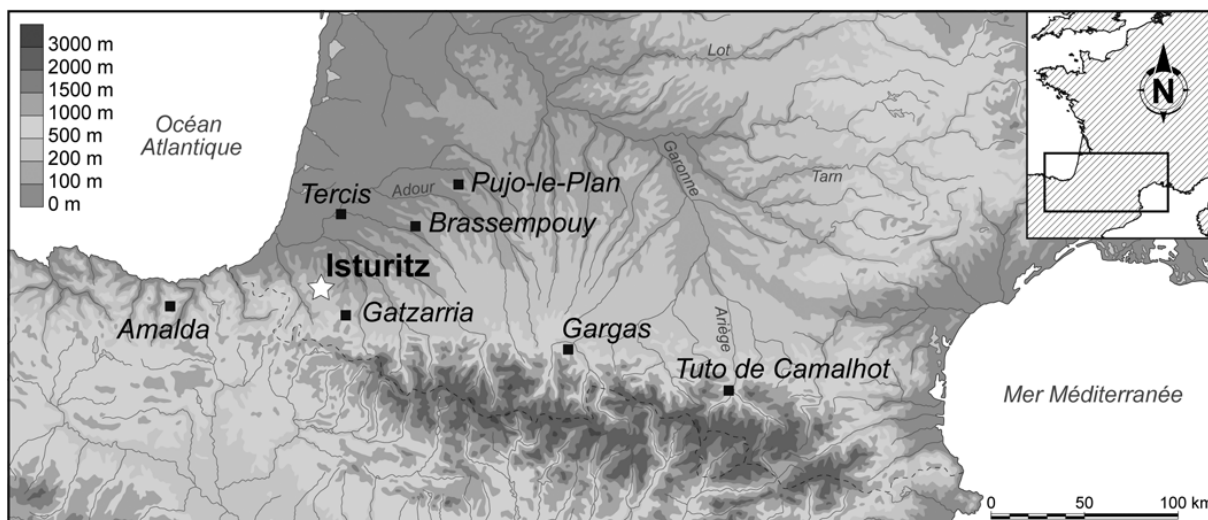 3000 m
2000 m
1500 m
1000 m
500 m
200 m
100 m
0 m
Océan
Atlantique
Lot
Garonne
Tarn
Adour
Pujo-le-Plan
Tercis
Brassempouy
Isturitz
Gatzarria
Amalda
Gargas
Ariège
Tuto de Camalhot
Mer Méditerranée
N
0 50 100 km